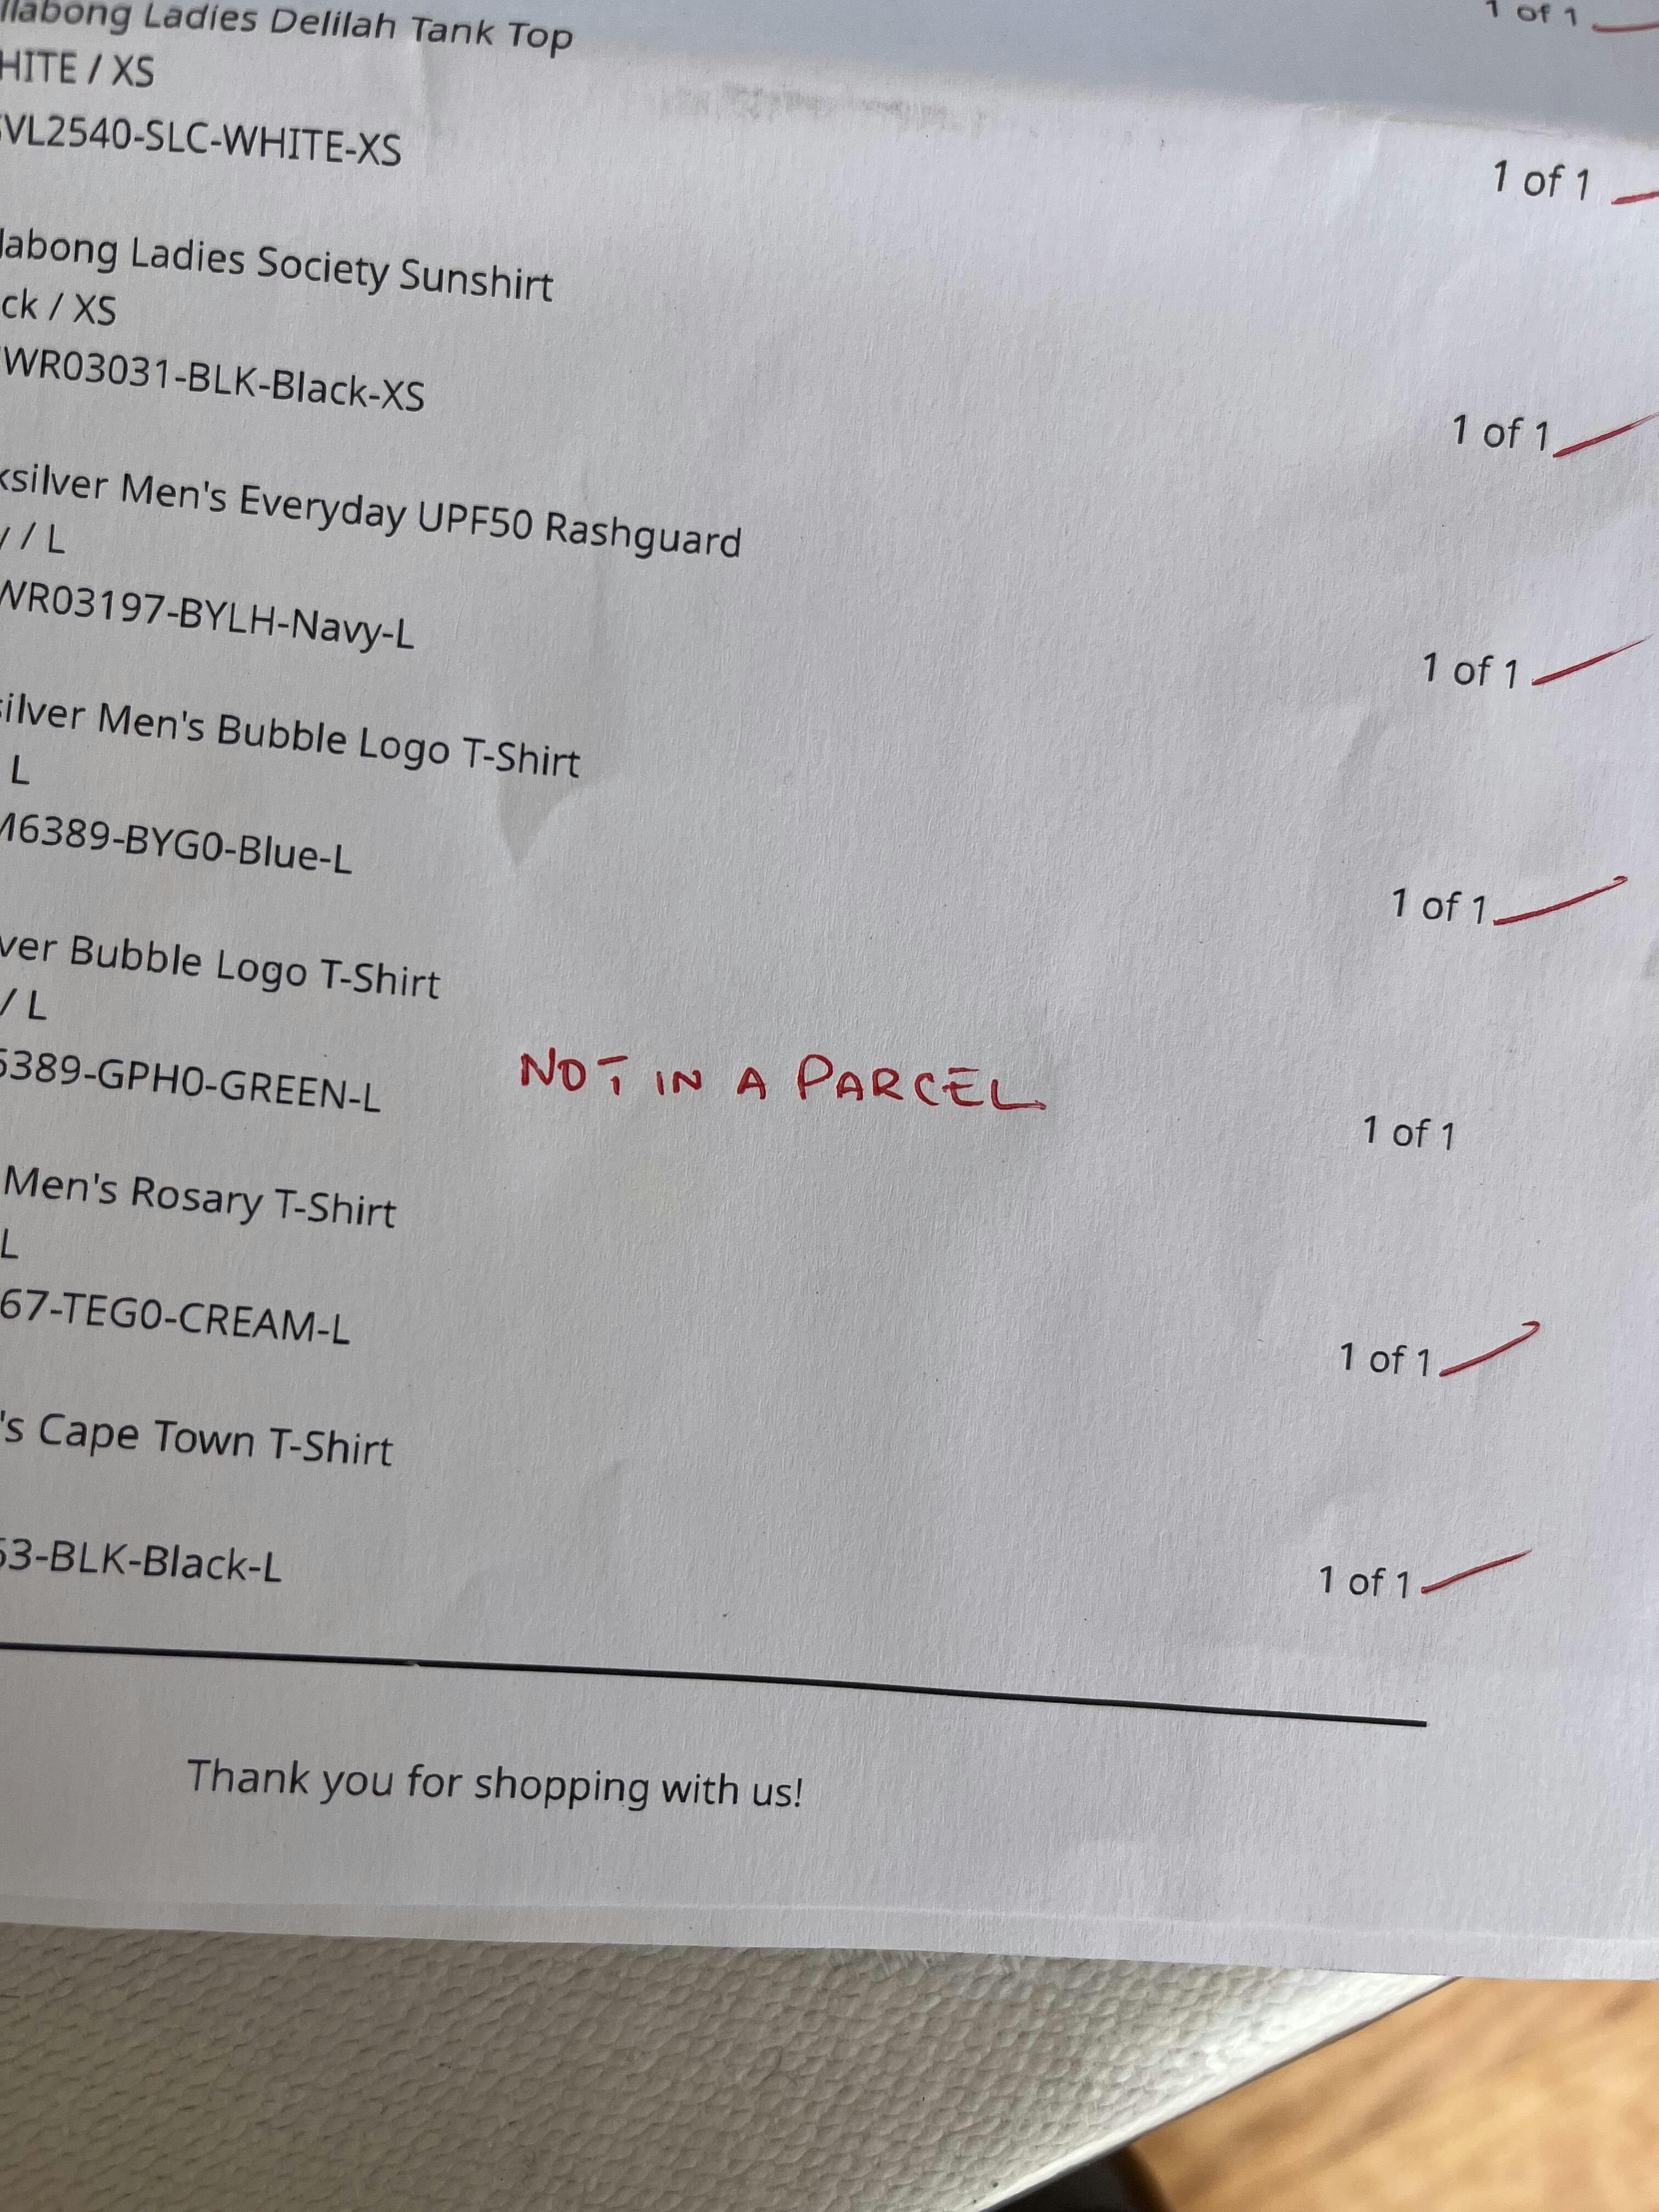 1 of 1
llabong Ladies Delilah Tank Top
HITE / XS
VL2540-SLC-WHITE-XS
1 of 1
labong Ladies Society Sunshirt
ck / XS
WR03031-BLK-Black-XS
1 of 1
ksilver Men's Everyday UPF50 Rashguard
/ L
WR03197-BYLH-Navy-L
1 of 1
silver Men's Bubble Logo T-Shirt
L
M6389-BYG0-Blue-L
1 of 1
ver Bubble Logo T-Shirt
/ L
6389-GPH0-GREEN-L
NOT IN A PARCEL
1 of 1
Men's Rosary T-Shirt
L
67-TEG0-CREAM-L
1 of 1
's Cape Town T-Shirt
53-BLK-Black-L
1 of 1
Thank you for shopping with us!